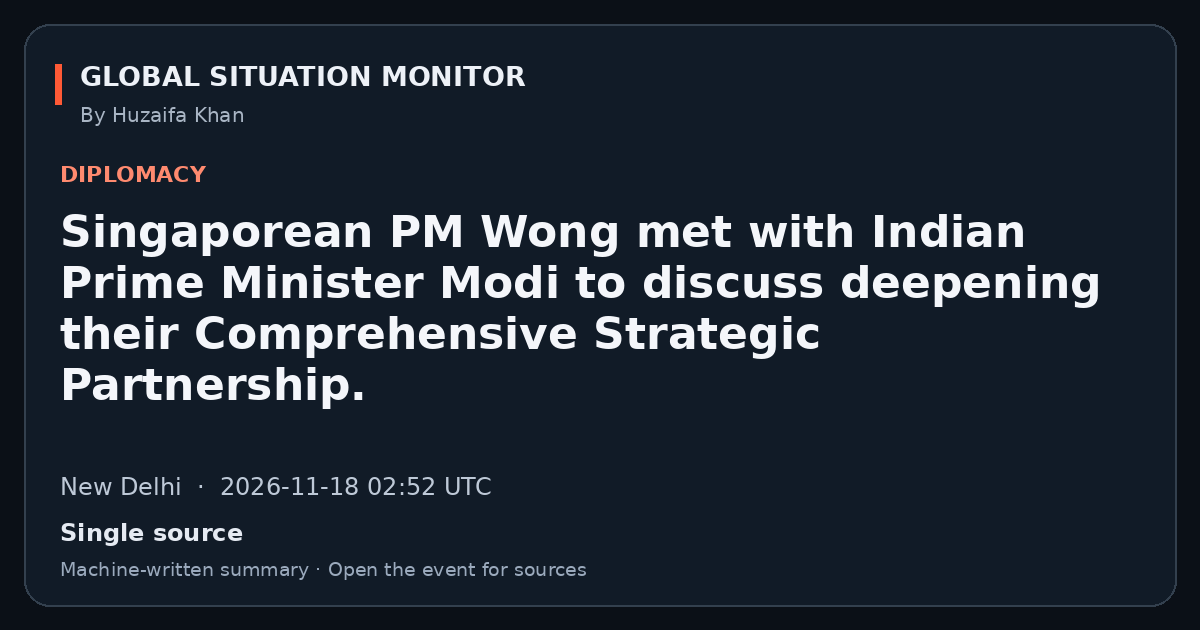 GLOBAL SITUATION MONITOR
By Huzaifa Khan
DIPLOMACY
Singaporean PM Wong met with Indian
Prime Minister Modi to discuss deepening
their Comprehensive Strategic
Partnership.
New Delhi · 2026-11-18 02:52 UTC
Single source
Machine-written summary · Open the event for sources